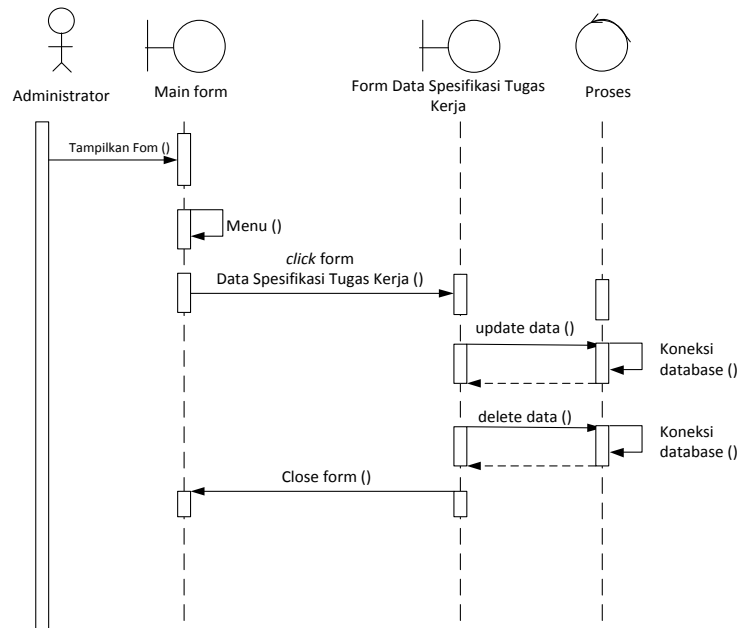 Administrator
Main form
Form Data Spesifikasi Tugas
Kerja
Proses
Tampilkan Fom ()
Menu ()
click form
Data Spesifikasi Tugas Kerja ()
update data ()
Koneksi
database ()
delete data ()
Koneksi
database ()
Close form ()